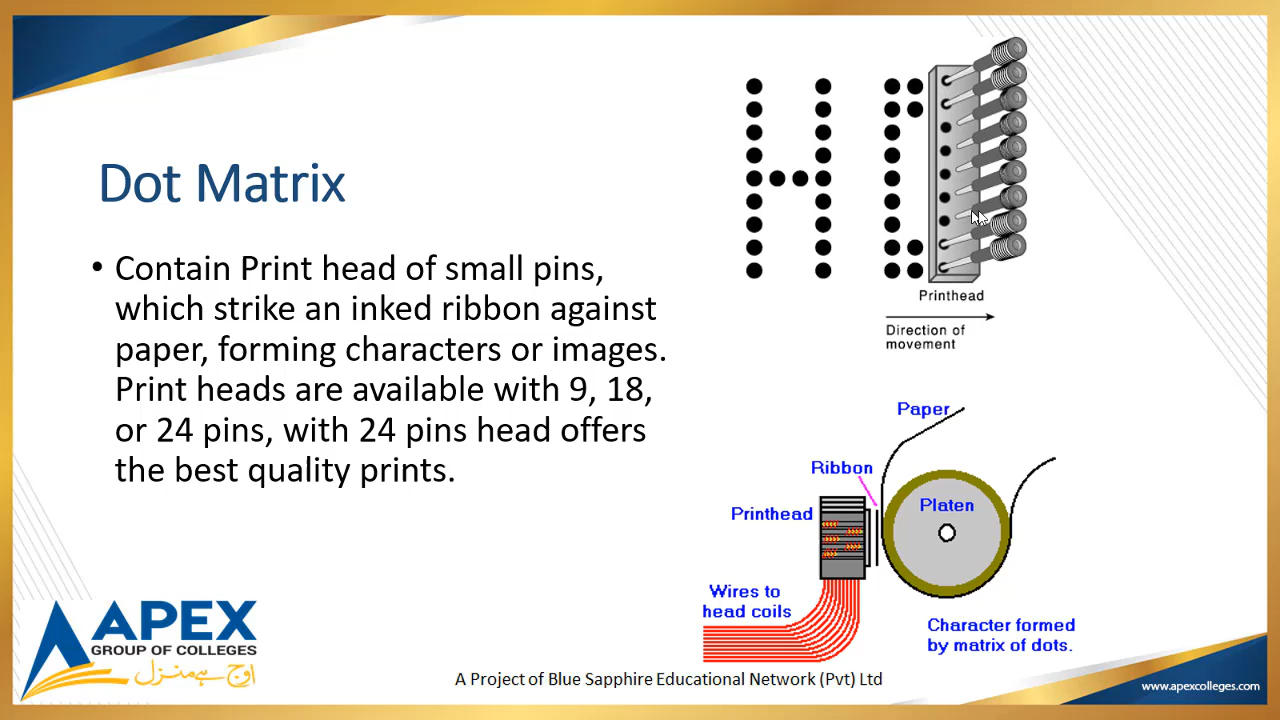 Dot Matrix
• Contain Print head of small pins,
which strike an inked ribbon against
paper, forming characters or images.
Print heads are available with 9, 18,
or 24 pins, with 24 pins head offers
the best quality prints.
Printhead
Direction of
movement
Paper
Ribbon
Printhead
Platen
Wires to
head coils
Character formed
by matrix of dots.
APEX
GROUP OF COLLEGES
اوج ہے منزل
A Project of Blue Sapphire Educational Network (Pvt) Ltd
www.apexcolleges.com